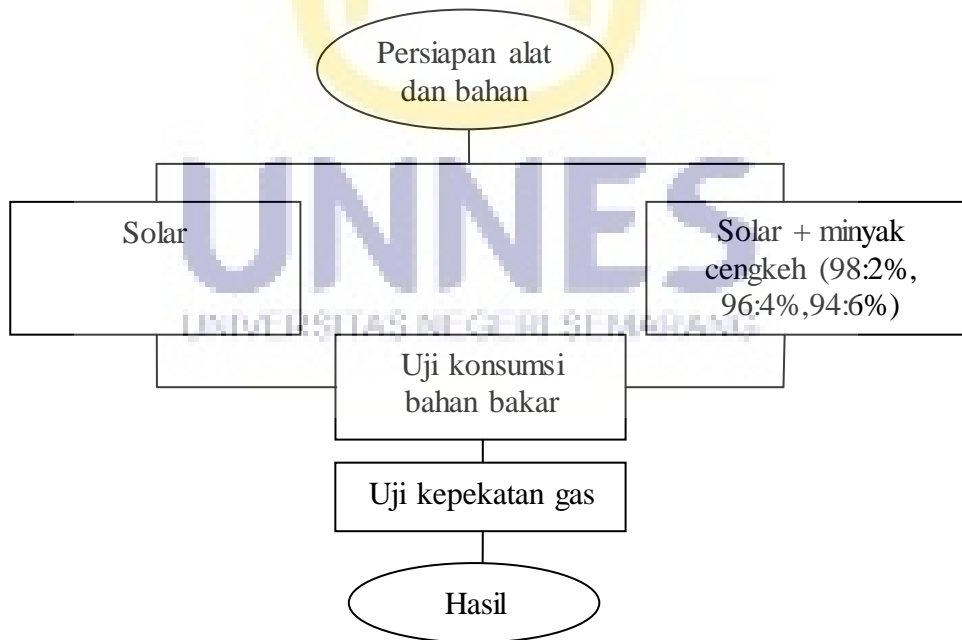 Persiapan alat
dan bahan
UNNES
Solar
Solar + minyak
cengkeh (98:2%,
96:4%,94:6%)
UNIVERSITAS NEGERI SEMARANG
Uji konsumsi
bahan bakar
Uji kepekatan gas
Hasil